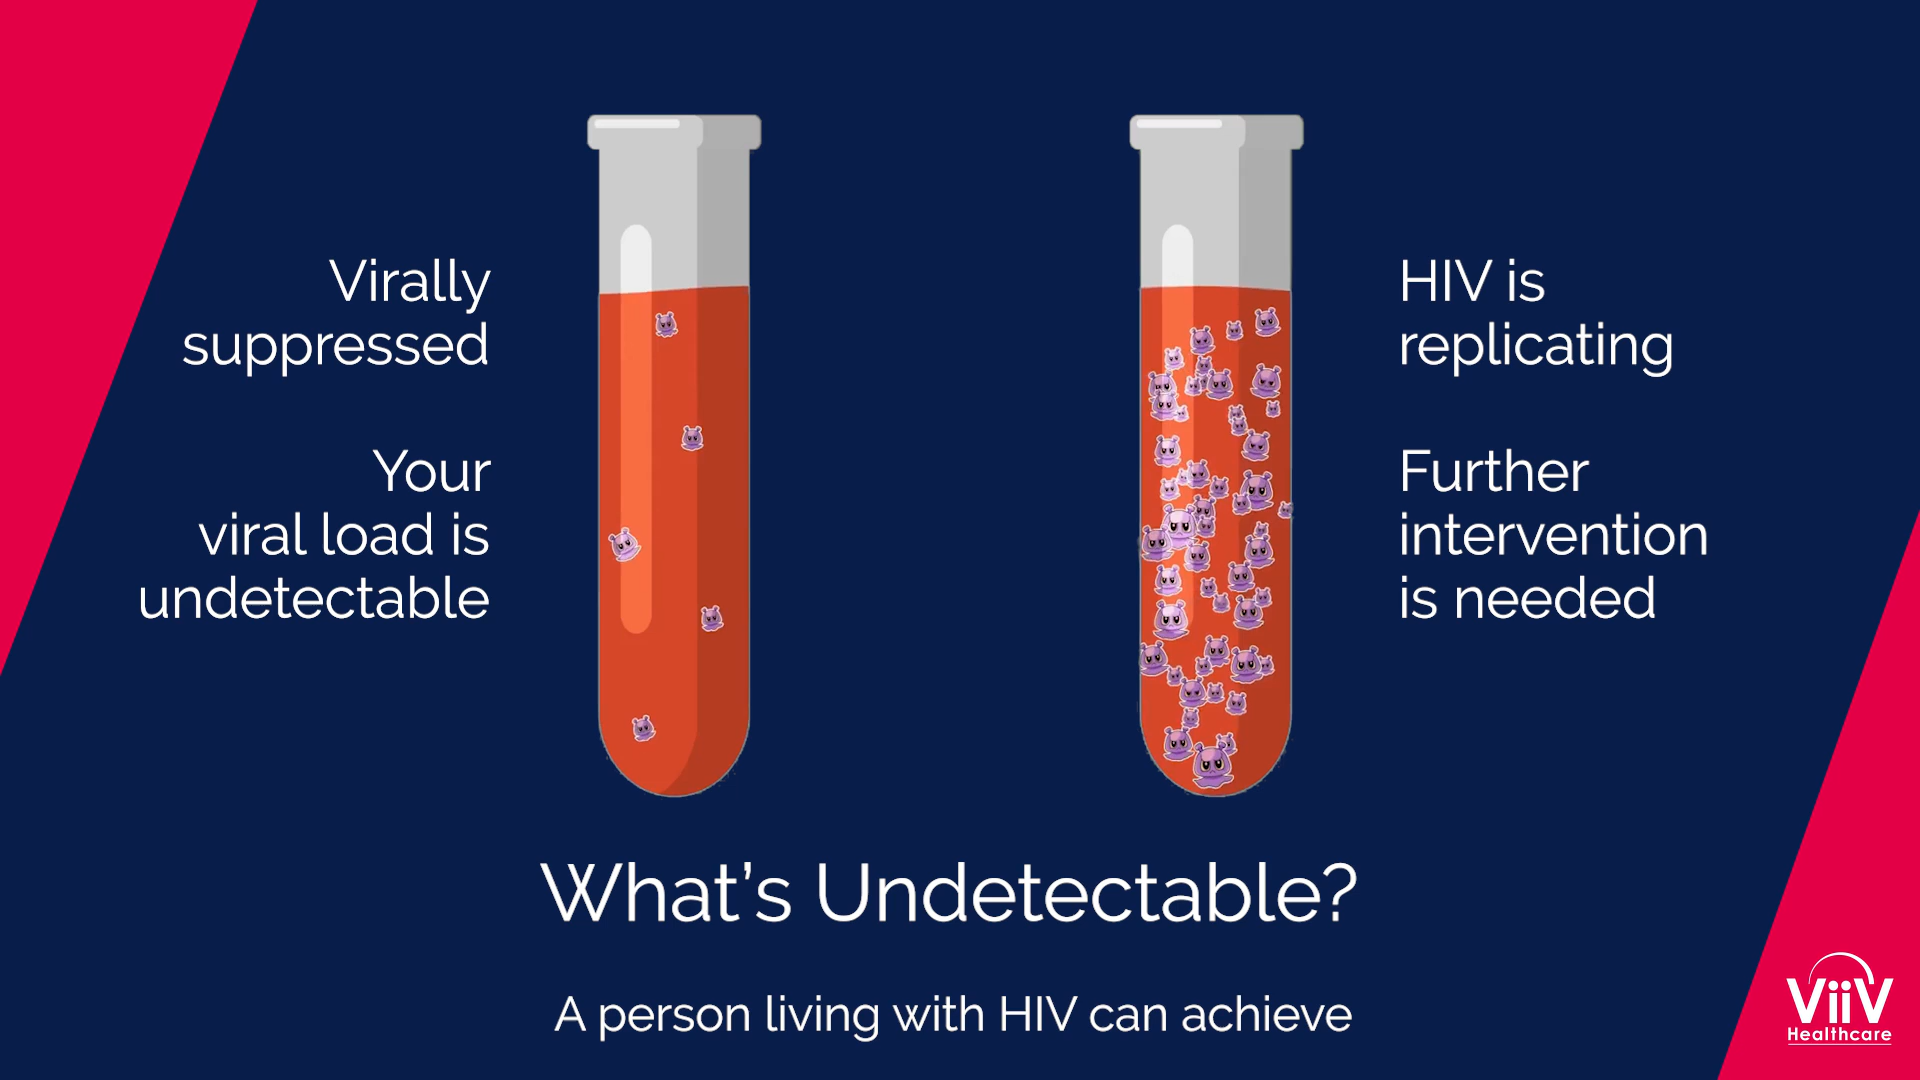 Virally
suppressed
Your
viral load is
undetectable
HIV is
replicating
Further
intervention
is needed
What's Undetectable?
A person living with HIV can achieve
ViiV
Healthcare